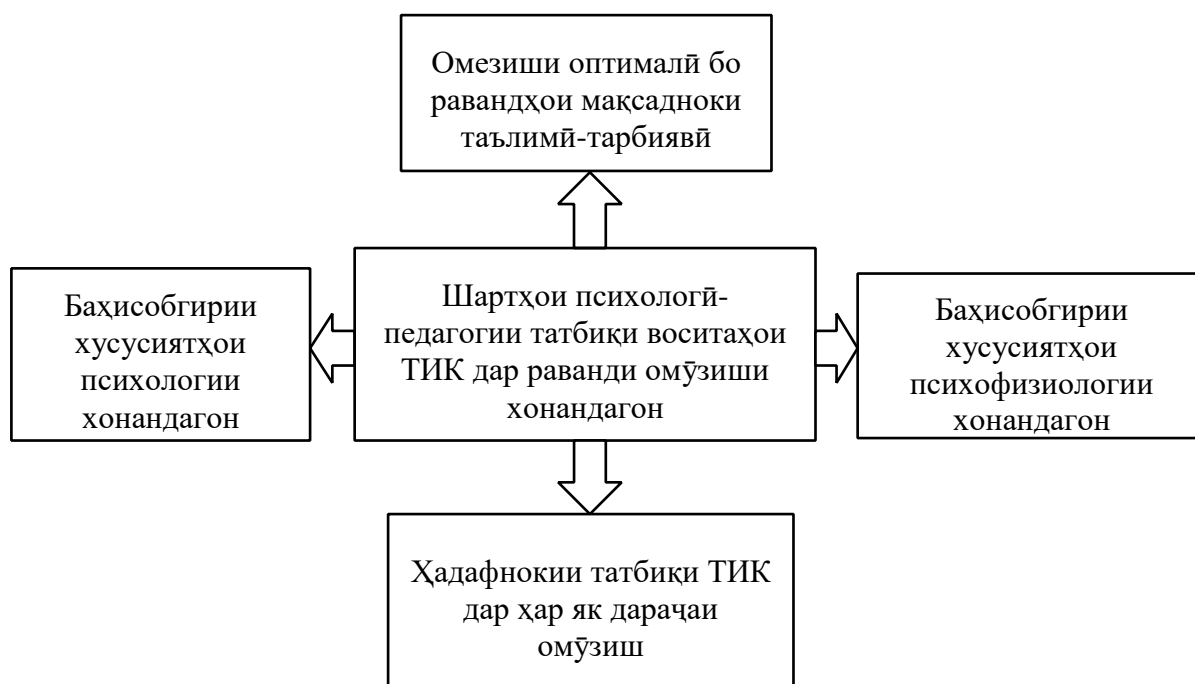 Омезиши оптималӣ бо
равандҳои мақсадноки
таълимӣ-тарбиявӣ
Баҳисобгирии
хусусиятҳои
психологии
хонандагон
Шартҳои психологӣ-
педагогии татбиқи воситаҳои
ТИК дар раванди омӯзиши
хонандагон
Баҳисобгирии
хусусиятҳои
психофизиологии
хонандагон
Ҳадафнокии татбиқи ТИК
дар ҳар як дараҷаи
омӯзиш